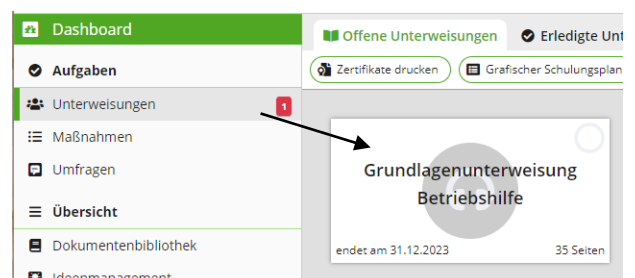 Dashboard
Aufgaben
Unterweisungen
1
Maßnahmen
Umfragen
Übersicht
Dokumentenbibliothek
Ideenmanagement
Offene Unterweisungen
Erledigte Unt
Zertifikate drucken
Grafischer Schulungsplan
Grundlagenunterweisung
Betriebshilfe
endet am 31.12.2023
35 Seiten